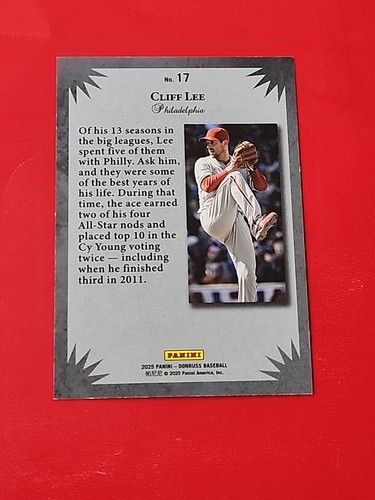 No. 17
CLIFF LEE
Philadelphia
Of his 13 seasons in
the big leagues, Lee
spent five of them
with Philly. Ask him,
and they were some
of the best years of
his life. During that
time, the ace earned
two of his four
All-Star nods and
placed top 10 in the
Cy Young voting
twice — including
when he finished
third in 2011.
PANINI
2025 PANINI – DONRUSS BASEBALL
帕尼尼 © 2025 Panini America, Inc.